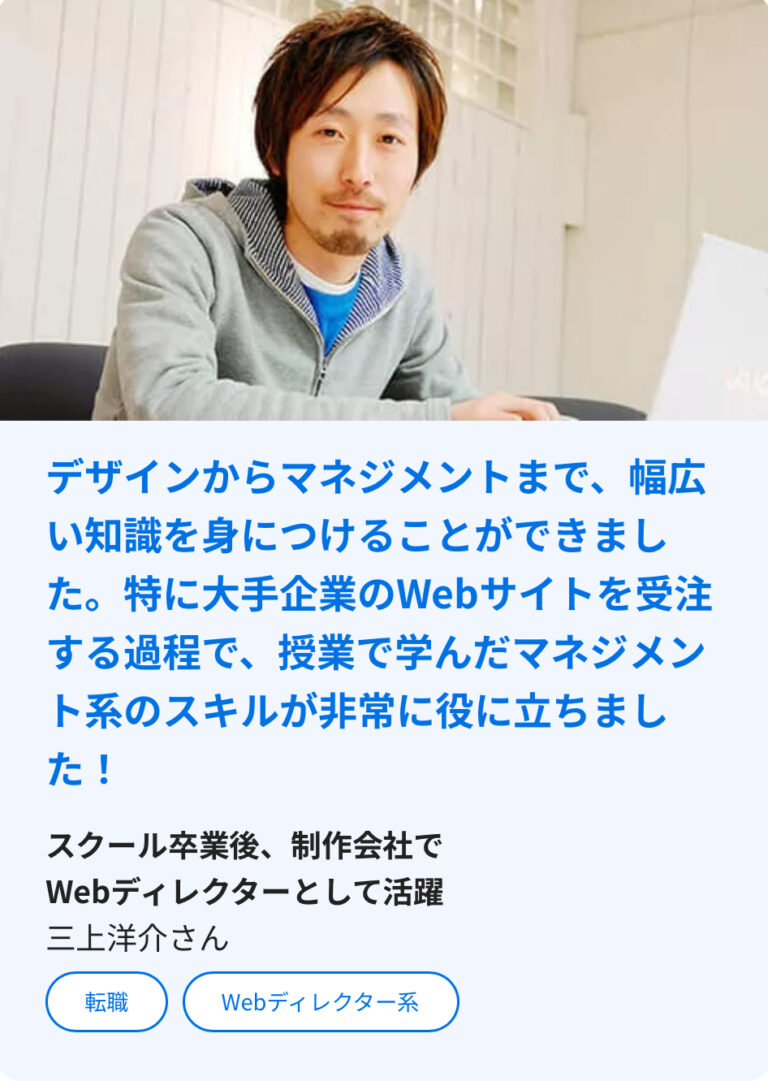 デザインからマネジメントまで、幅広
い知識を身につけることができまし
た。特に大手企業のWebサイトを受注
する過程で、授業で学んだマネジメン
ト系のスキルが非常に役に立ちまし
た！
スクール卒業後、制作会社で
Webディレクターとして活躍
三上洋介さん
転職
Webディレクター系